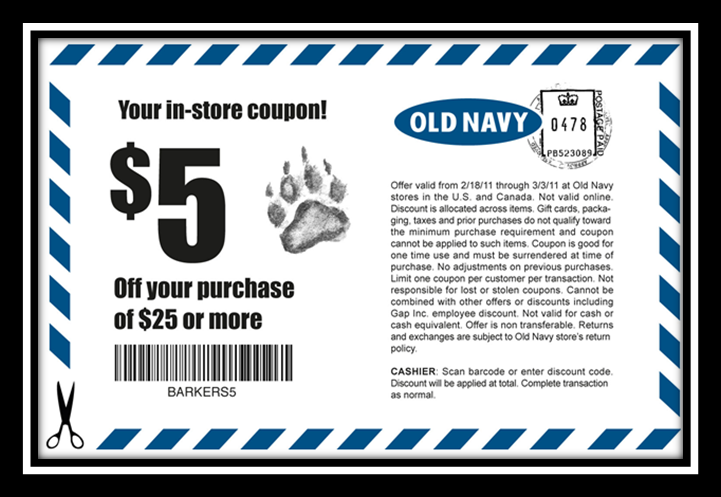 Your in-store coupon!
$5
Off your purchase
of $25 or more
BARKERS5
OLD NAVY
0478
PB523089
POSTAGE PAID
Offer valid from 2/18/11 through 3/3/11 at Old Navy
stores in the U.S. and Canada. Not valid online.
Discount is allocated across items. Gift cards, packa-
ging, taxes and prior purchases do not qualify toward
the minimum purchase requirement and coupon
cannot be applied to such items. Coupon is good for
one time use and must be surrendered at time of
purchase. No adjustments on previous purchases.
Limit one coupon per customer per transaction. Not
responsible for lost or stolen coupons. Cannot be
combined with other offers or discounts including
Gap Inc. employee discount. Not valid for cash or
cash equivalent. Offer is non transferable. Returns
and exchanges are subject to Old Navy store's return
policy.
CASHIER: Scan barcode or enter discount code.
Discount will be applied at total. Complete transaction
as normal.